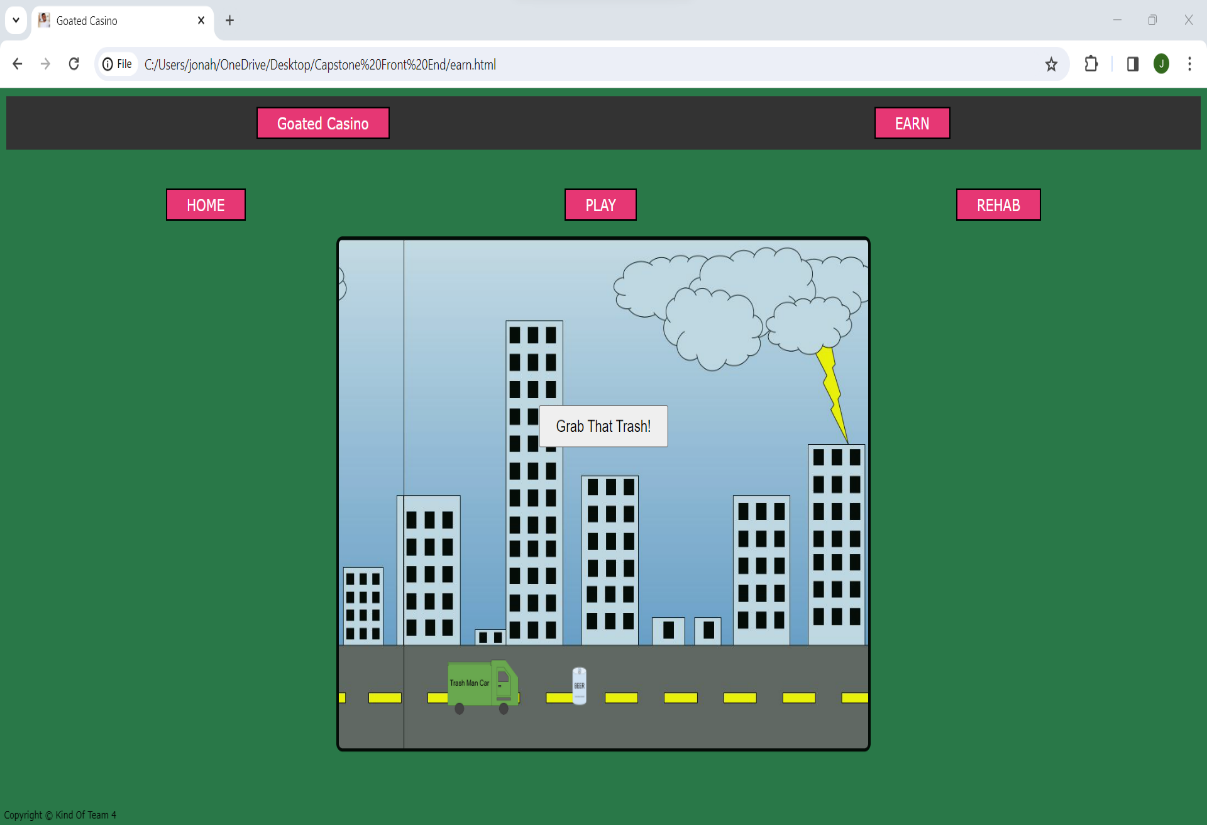 Goated Casino
File C:/Users/jonah/OneDrive/Desktop/Capstone%20Front%20End/earn.html
J
Goated Casino EARN
HOME PLAY REHAB
Grab That Trash!
Trash Man Car
BEER
Copyright © Kind Of Team 4